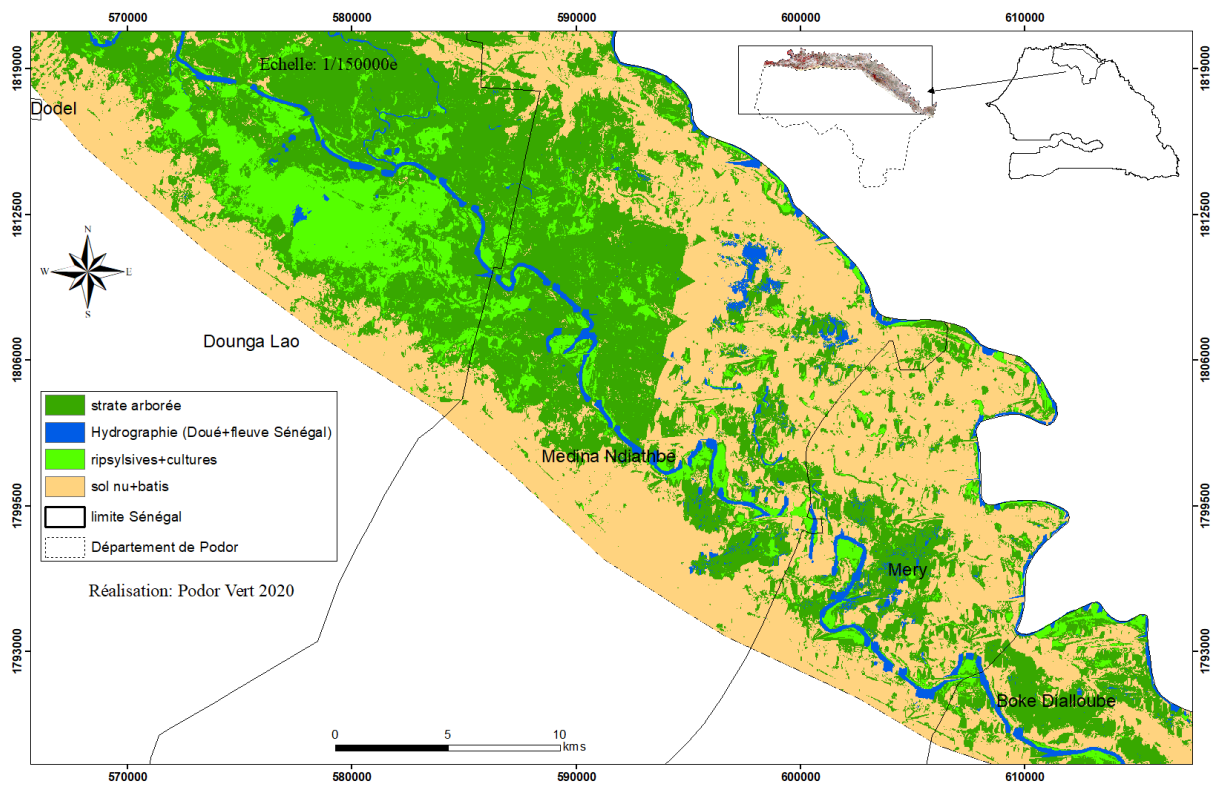 570000 580000 590000 600000 610000
1819000 1819000
Echelle: 1/150000e
Dodel
1812500 1812500
N
W E
S
Dounga Lao
1806000 1806000
strate arborée
Hydrographie (Doué+fleuve Sénégal)
ripsylsives+cultures
sol nu+batis
limite Sénégal
Département de Podor
Medina Ndiathbe
1799500 1799500
Mery
Réalisation: Podor Vert 2020
1793000 1793000
Boke Dialloube
0 5 10
kms
570000 580000 590000 600000 610000